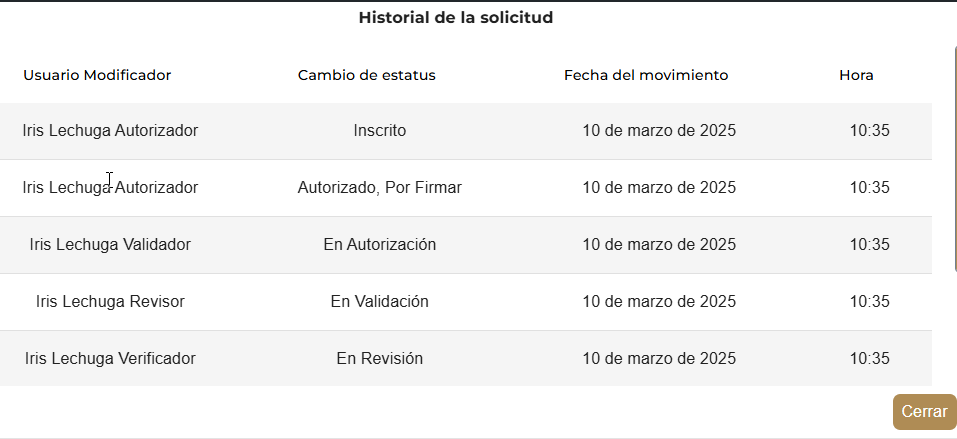 Historial de la solicitud
Usuario Modificador Cambio de estatus Fecha del movimiento Hora
Iris Lechuga Autorizador Inscrito 10 de marzo de 2025 10:35
Iris Lechuga Autorizador Autorizado, Por Firmar 10 de marzo de 2025 10:35
Iris Lechuga Validador En Autorización 10 de marzo de 2025 10:35
Iris Lechuga Revisor En Validación 10 de marzo de 2025 10:35
Iris Lechuga Verificador En Revisión 10 de marzo de 2025 10:35
Cerrar